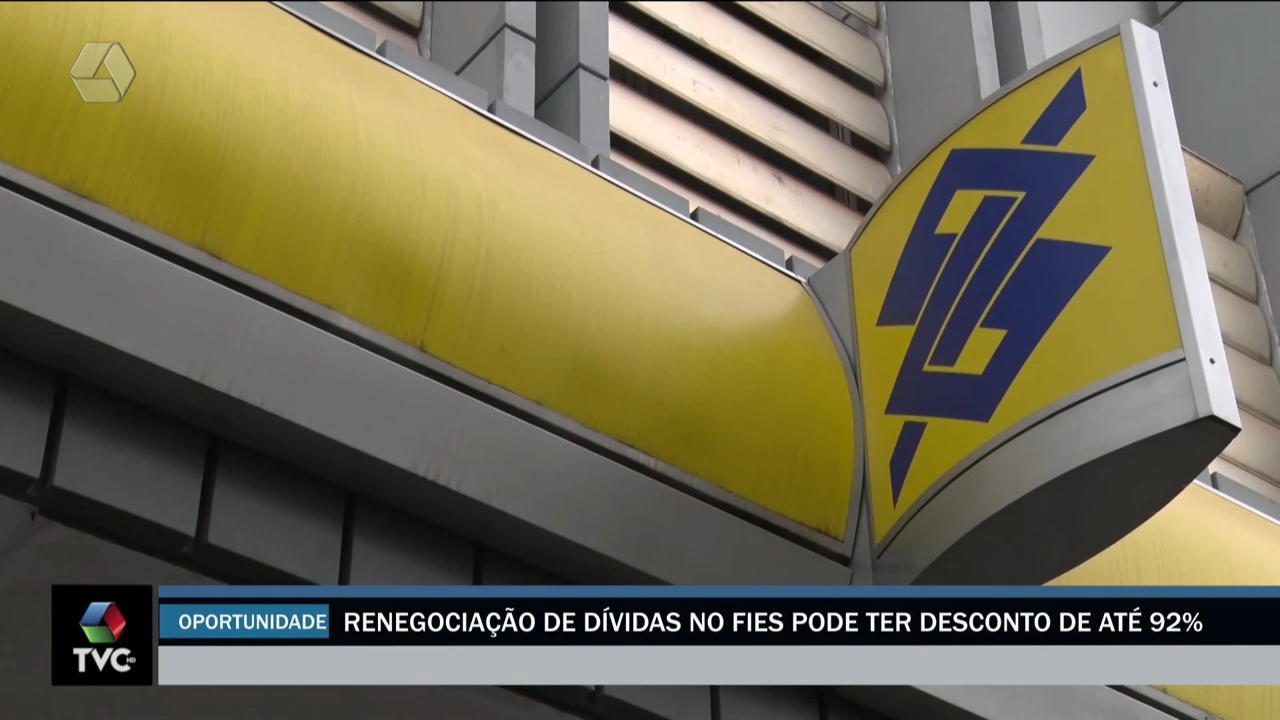 OPORTUNIDADE
RENEGOCIAÇÃO DE DÍVIDAS NO FIES PODE TER DESCONTO DE ATÉ 92%
TVC HD